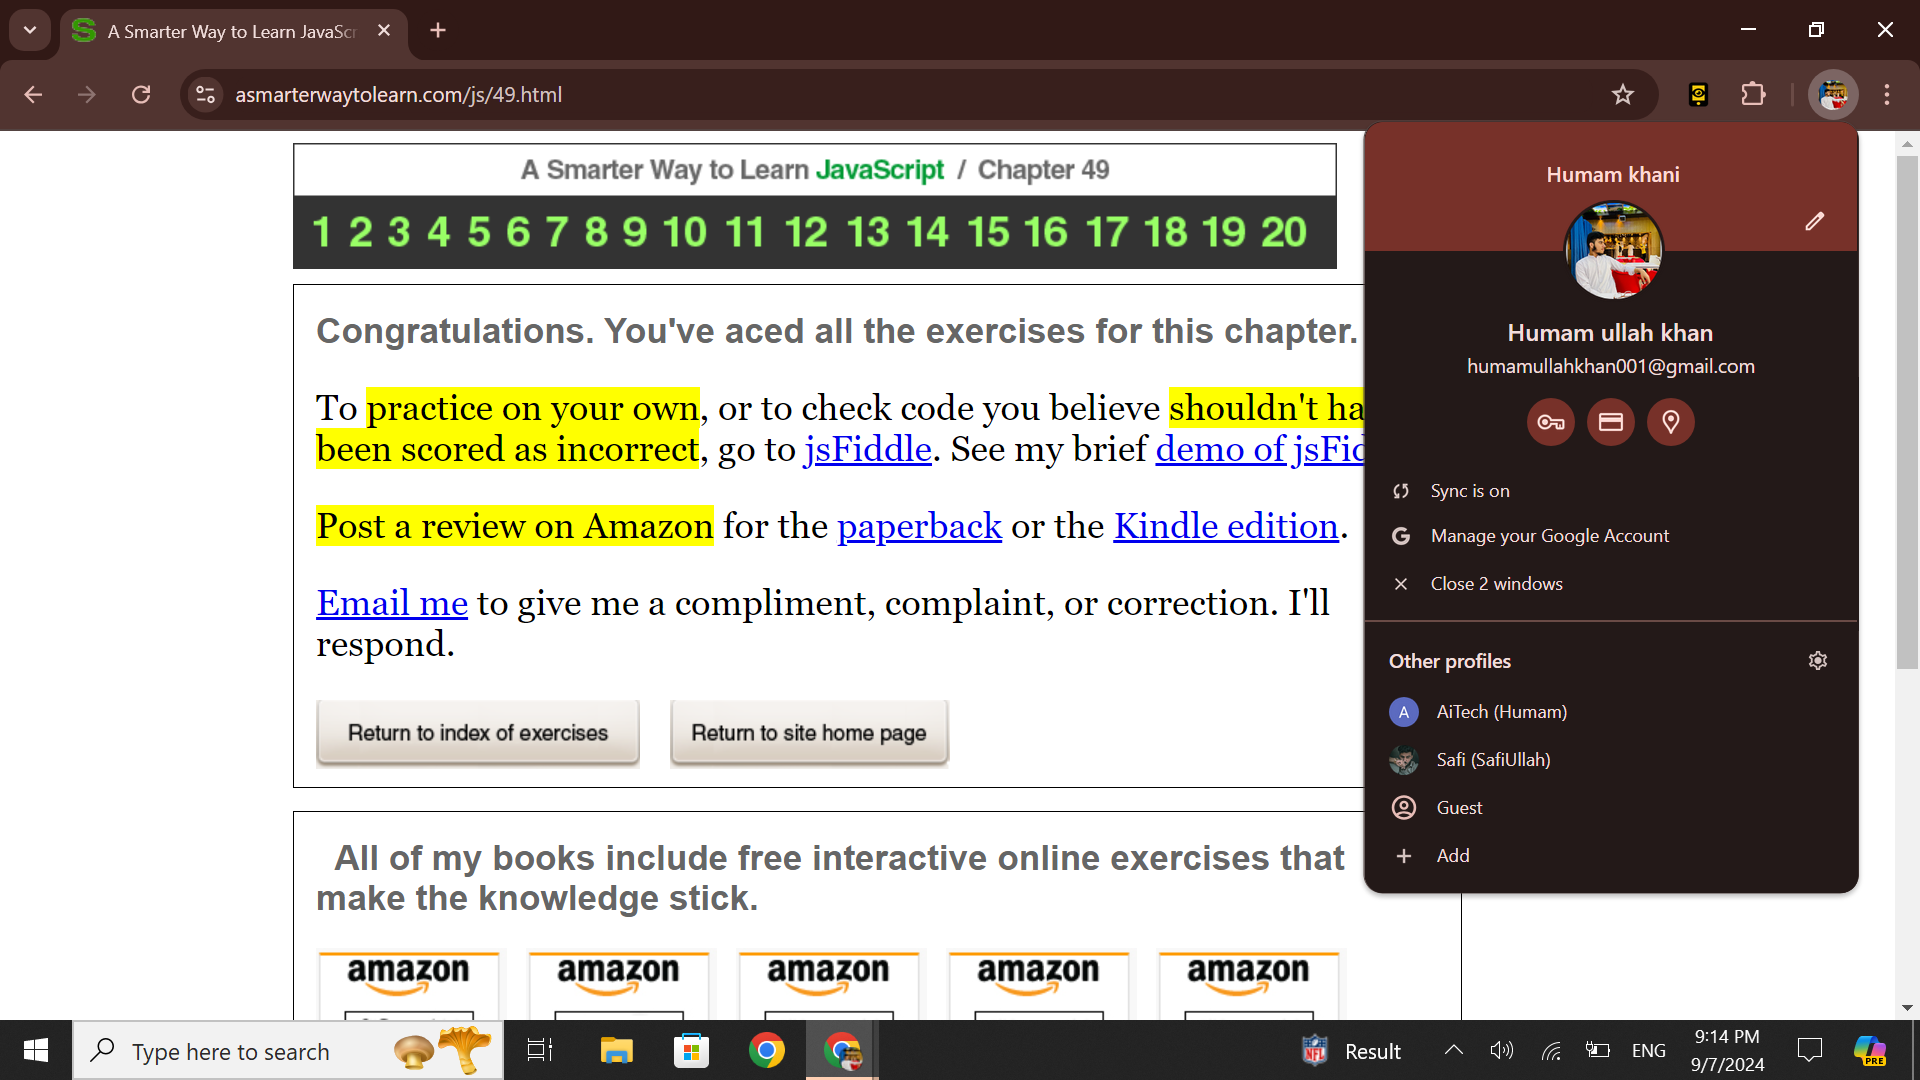 A Smarter Way to Learn JavaScr
asmarterwaytolearn.com/js/49.html
A Smarter Way to Learn JavaScript / Chapter 49
1 2 3 4 5 6 7 8 9 10 11 12 13 14 15 16 17 18 19 20
Congratulations. You've aced all the exercises for this chapter.
To practice on your own, or to check code you believe shouldn't ha
been scored as incorrect, go to jsFiddle. See my brief demo of jsFid
Post a review on Amazon for the paperback or the Kindle edition.
Email me to give me a compliment, complaint, or correction. I'll
respond.
Return to index of exercises
Return to site home page
All of my books include free interactive online exercises that
make the knowledge stick.
amazon
amazon
amazon
amazon
amazon
Humam khani
Humam ullah khan
humamullahkhan001@gmail.com
Sync is on
G Manage your Google Account
Close 2 windows
Other profiles
A AiTech (Humam)
Safi (SafiUllah)
Guest
Add
Type here to search
NFL
Result
ENG
9:14 PM
9/7/2024
PRE